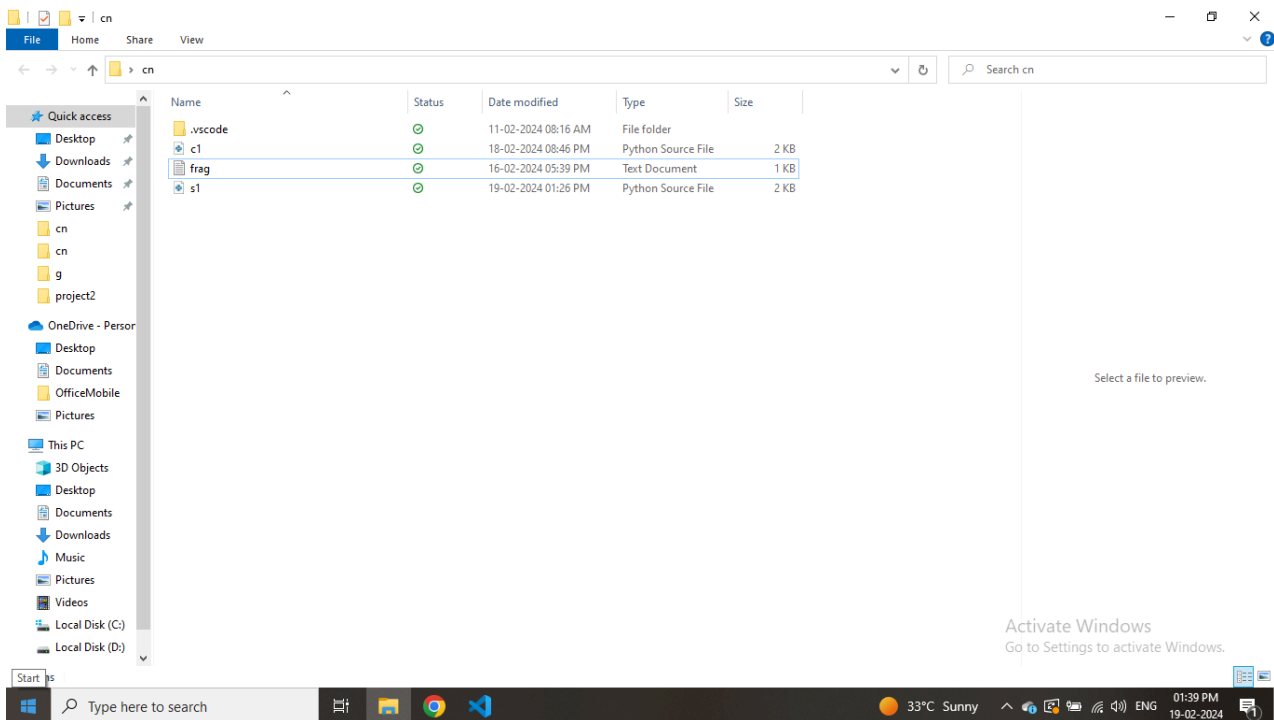 cn
File Home Share View
cn
Search cn
Name Status Date modified Type Size
.vscode 11-02-2024 08:16 AM File folder
c1 18-02-2024 08:46 PM Python Source File 2 KB
frag 16-02-2024 05:39 PM Text Document 1 KB
s1 19-02-2024 01:26 PM Python Source File 2 KB
Quick access
Desktop
Downloads
Documents
Pictures
cn
cn
g
project2
OneDrive - Person
Desktop
Documents
OfficeMobile
Pictures
This PC
3D Objects
Desktop
Documents
Downloads
Music
Pictures
Videos
Local Disk (C:)
Local Disk (D:)
Select a file to preview.
Activate Windows
Go to Settings to activate Windows.
Start
Type here to search
33°C Sunny
ENG
01:39 PM
19-02-2024
1